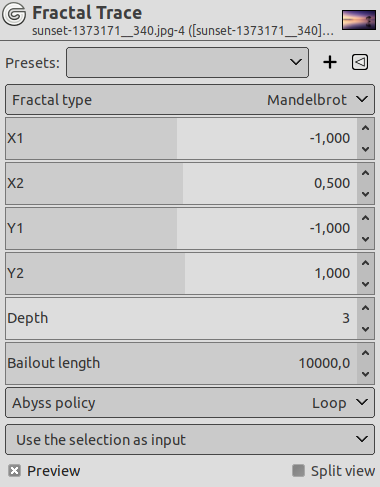 Fractal Trace
sunset-1373171__340.jpg-4 ([sunset-1373171__340]…
Presets:
Fractal type Mandelbrot
X1 -1,000
X2 0,500
Y1 -1,000
Y2 1,000
Depth 3
Bailout length 10000,0
Abyss policy Loop
Use the selection as input
Preview Split view